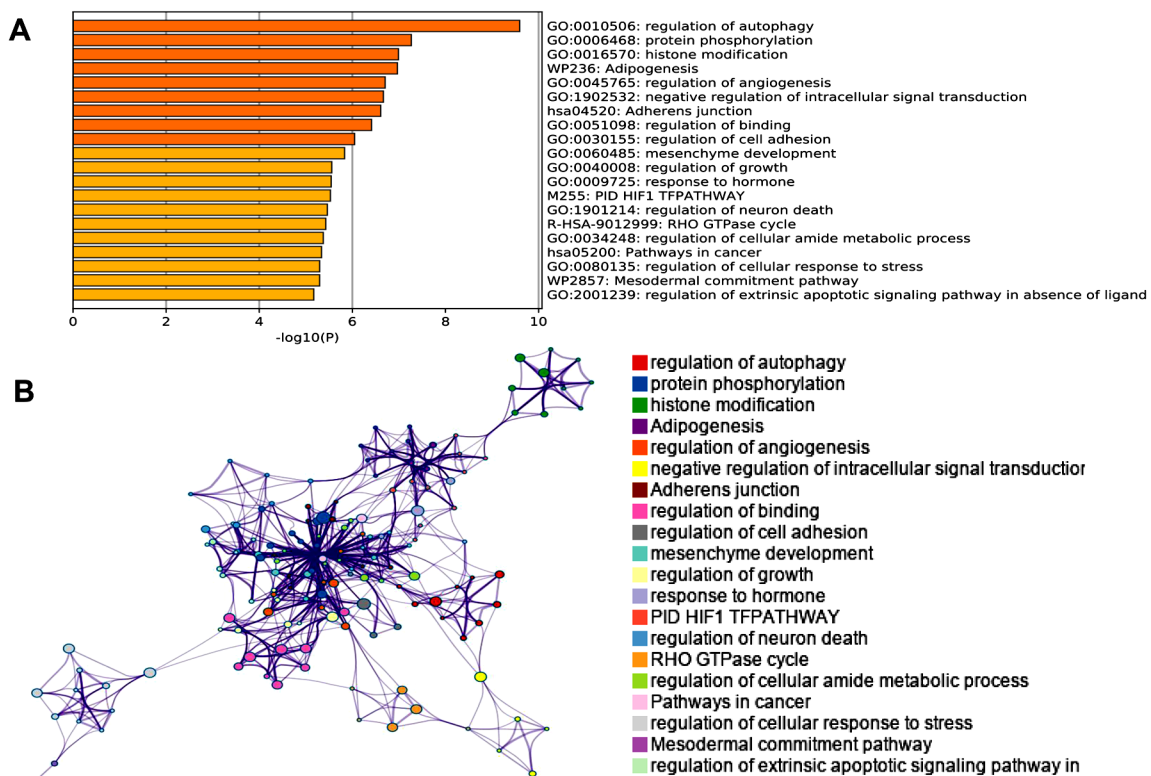 A
GO:0010506: regulation of autophagy
GO:0006468: protein phosphorylation
GO:0016570: histone modification
WP236: Adipogenesis
GO:0045765: regulation of angiogenesis
GO:1902532: negative regulation of intracellular signal transduction
hsa04520: Adherens junction
GO:0051098: regulation of binding
GO:0030155: regulation of cell adhesion
GO:0060485: mesenchyme development
GO:0040008: regulation of growth
GO:0009725: response to hormone
M255: PID HIF1 TFPATHWAY
GO:1901214: regulation of neuron death
R-HSA-9012999: RHO GTPase cycle
GO:0034248: regulation of cellular amide metabolic process
hsa05200: Pathways in cancer
GO:0080135: regulation of cellular response to stress
WP2857: Mesodermal commitment pathway
GO:2001239: regulation of extrinsic apoptotic signaling pathway in absence of ligand
0 2 4 6 8 10
-log10(P)
B
regulation of autophagy
protein phosphorylation
histone modification
Adipogenesis
regulation of angiogenesis
negative regulation of intracellular signal transduction
Adherens junction
regulation of binding
regulation of cell adhesion
mesenchyme development
regulation of growth
response to hormone
PID HIF1 TFPATHWAY
regulation of neuron death
RHO GTPase cycle
regulation of cellular amide metabolic process
Pathways in cancer
regulation of cellular response to stress
Mesodermal commitment pathway
regulation of extrinsic apoptotic signaling pathway in